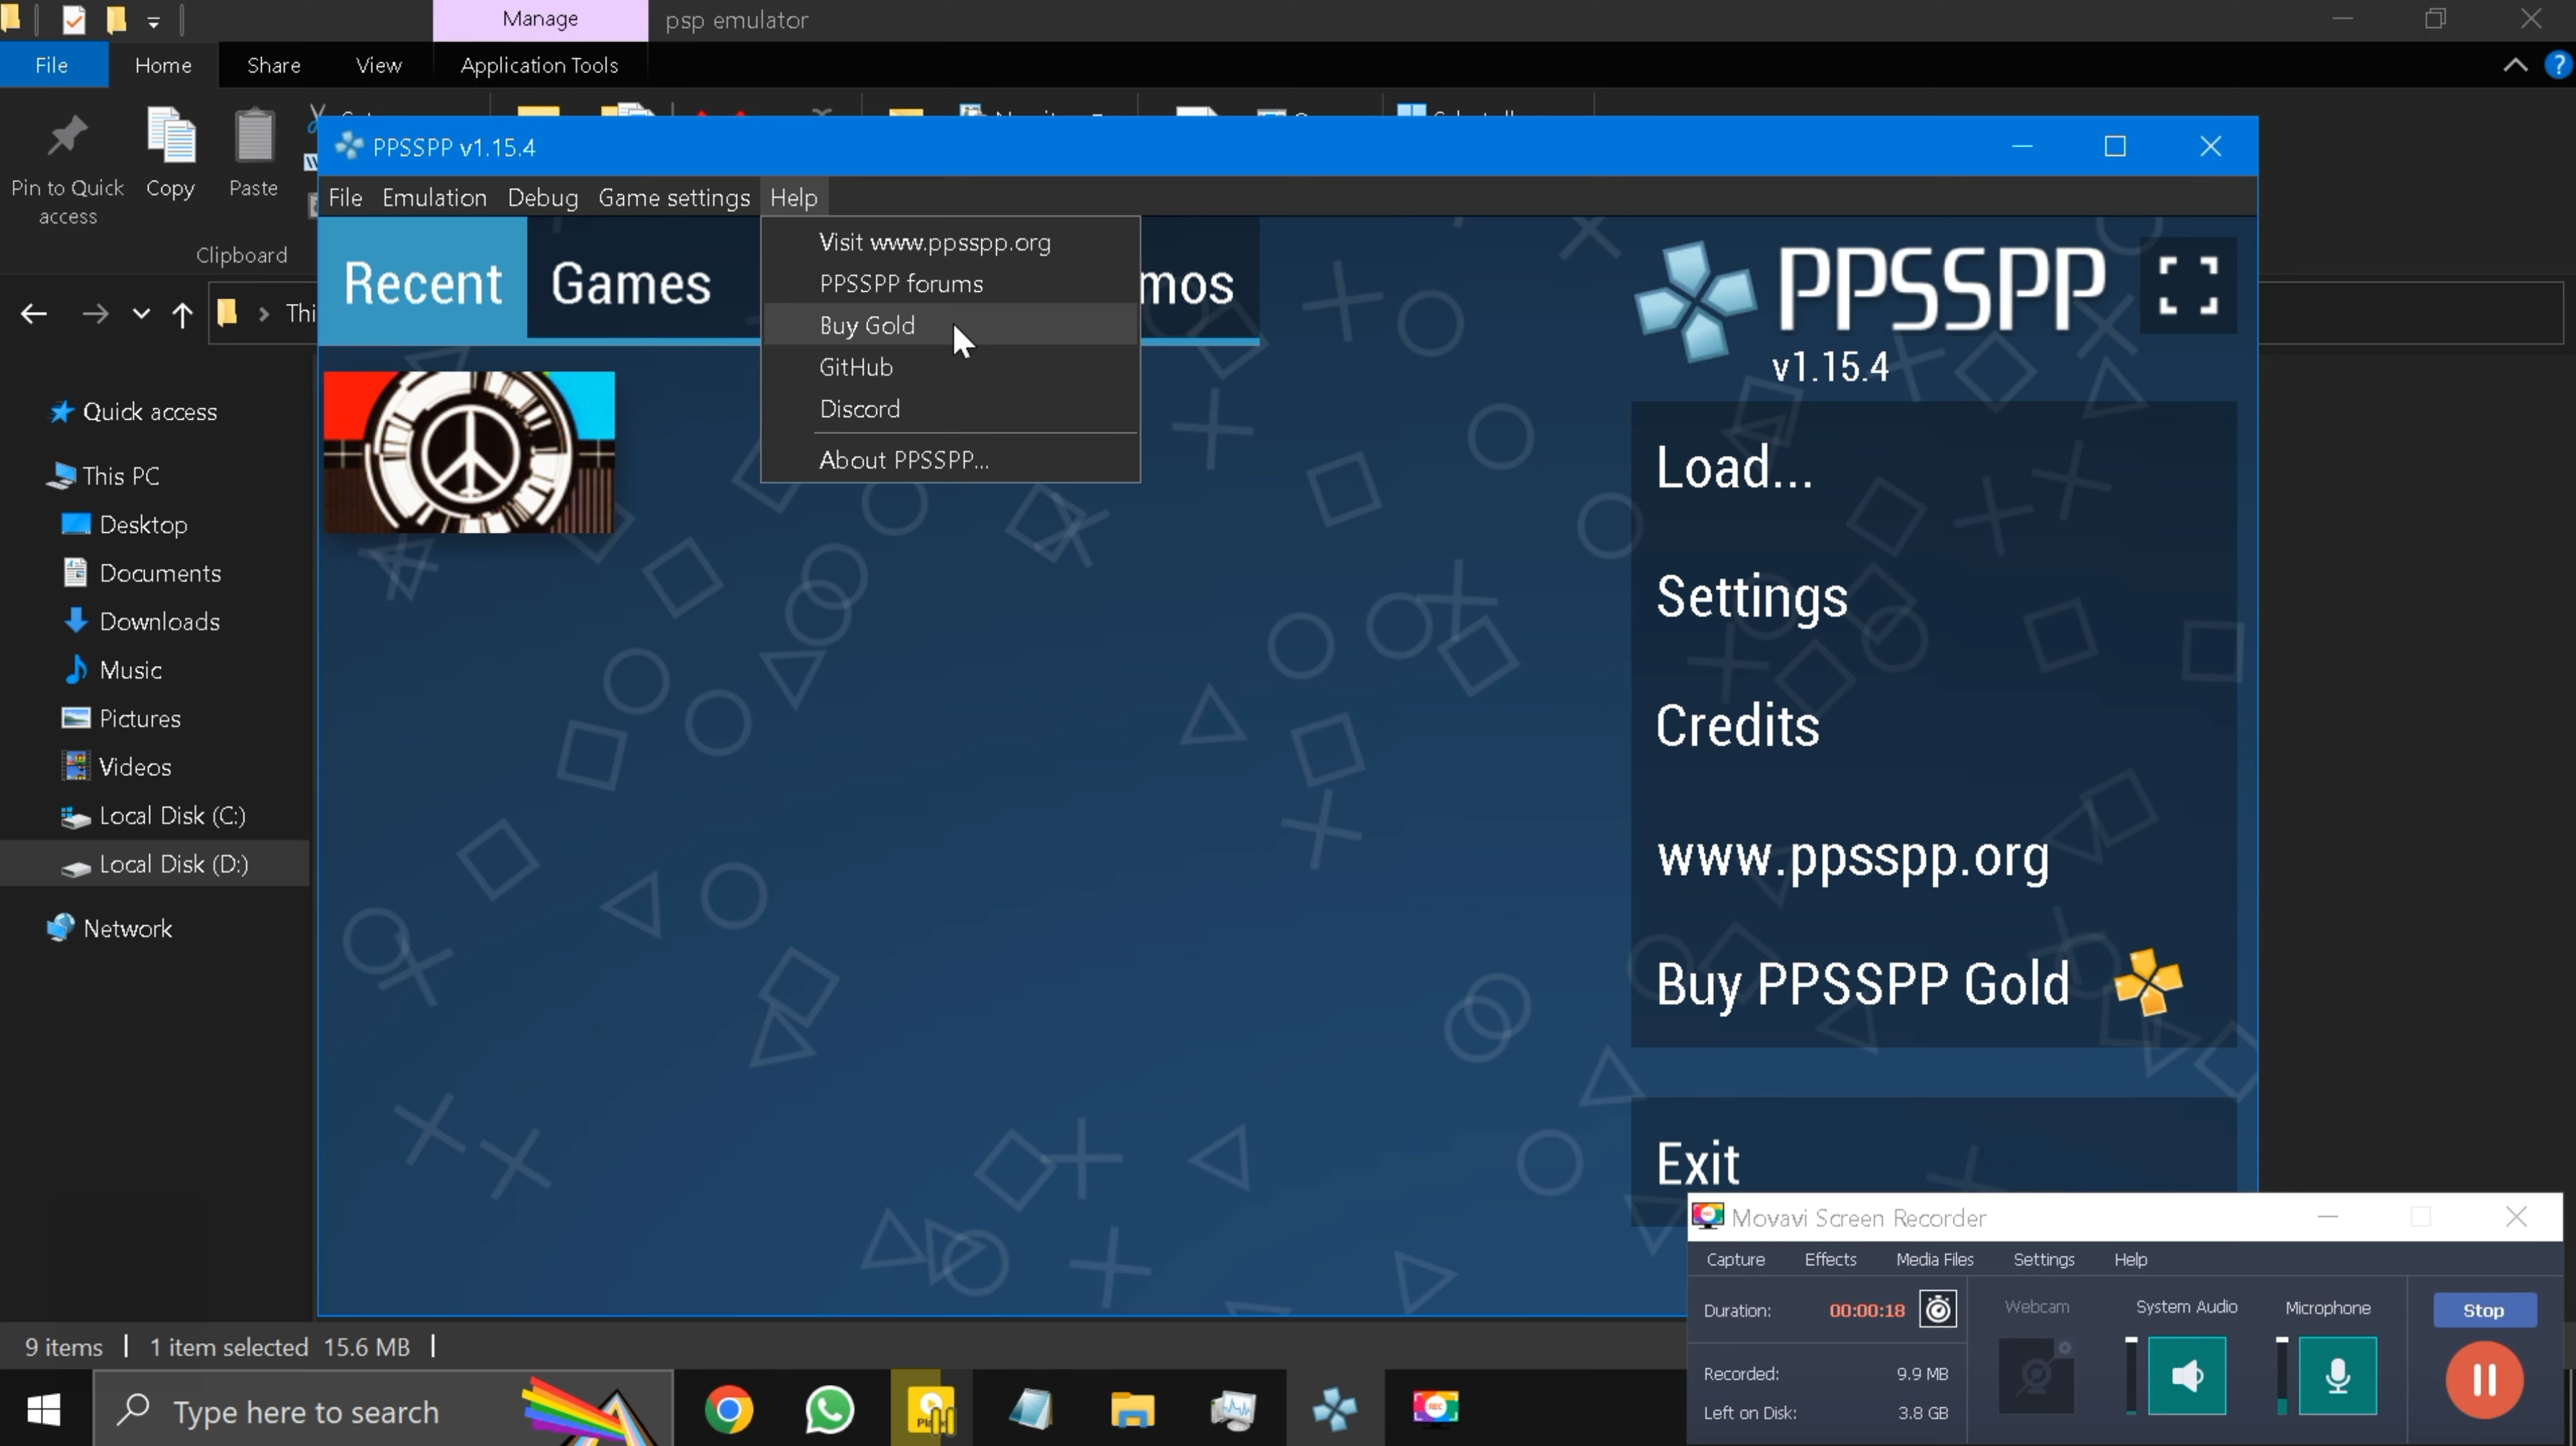 Manage
psp emulator
File
Home
Share
View
Application Tools
Pin to Quick access
Copy
Paste
Clipboard
PPSSPP v1.15.4
File
Emulation
Debug
Game settings
Help
Visit www.ppsspp.org
PPSSPP forums
Buy Gold
GitHub
Discord
About PPSSPP...
Recent
Games
mos
PPSSPP
v1.15.4
Load...
Settings
Credits
www.ppsspp.org
Buy PPSSPP Gold
Exit
Thi
Quick access
This PC
Desktop
Documents
Downloads
Music
Pictures
Videos
Local Disk (C:)
Local Disk (D:)
Network
9 items
1 item selected 15.6 MB
Movavi Screen Recorder
Capture
Effects
Media Files
Settings
Help
Duration:
00:00:18
Webcam
System Audio
Microphone
Stop
Recorded:
9.9 MB
Left on Disk:
3.8 GB
Type here to search
REC